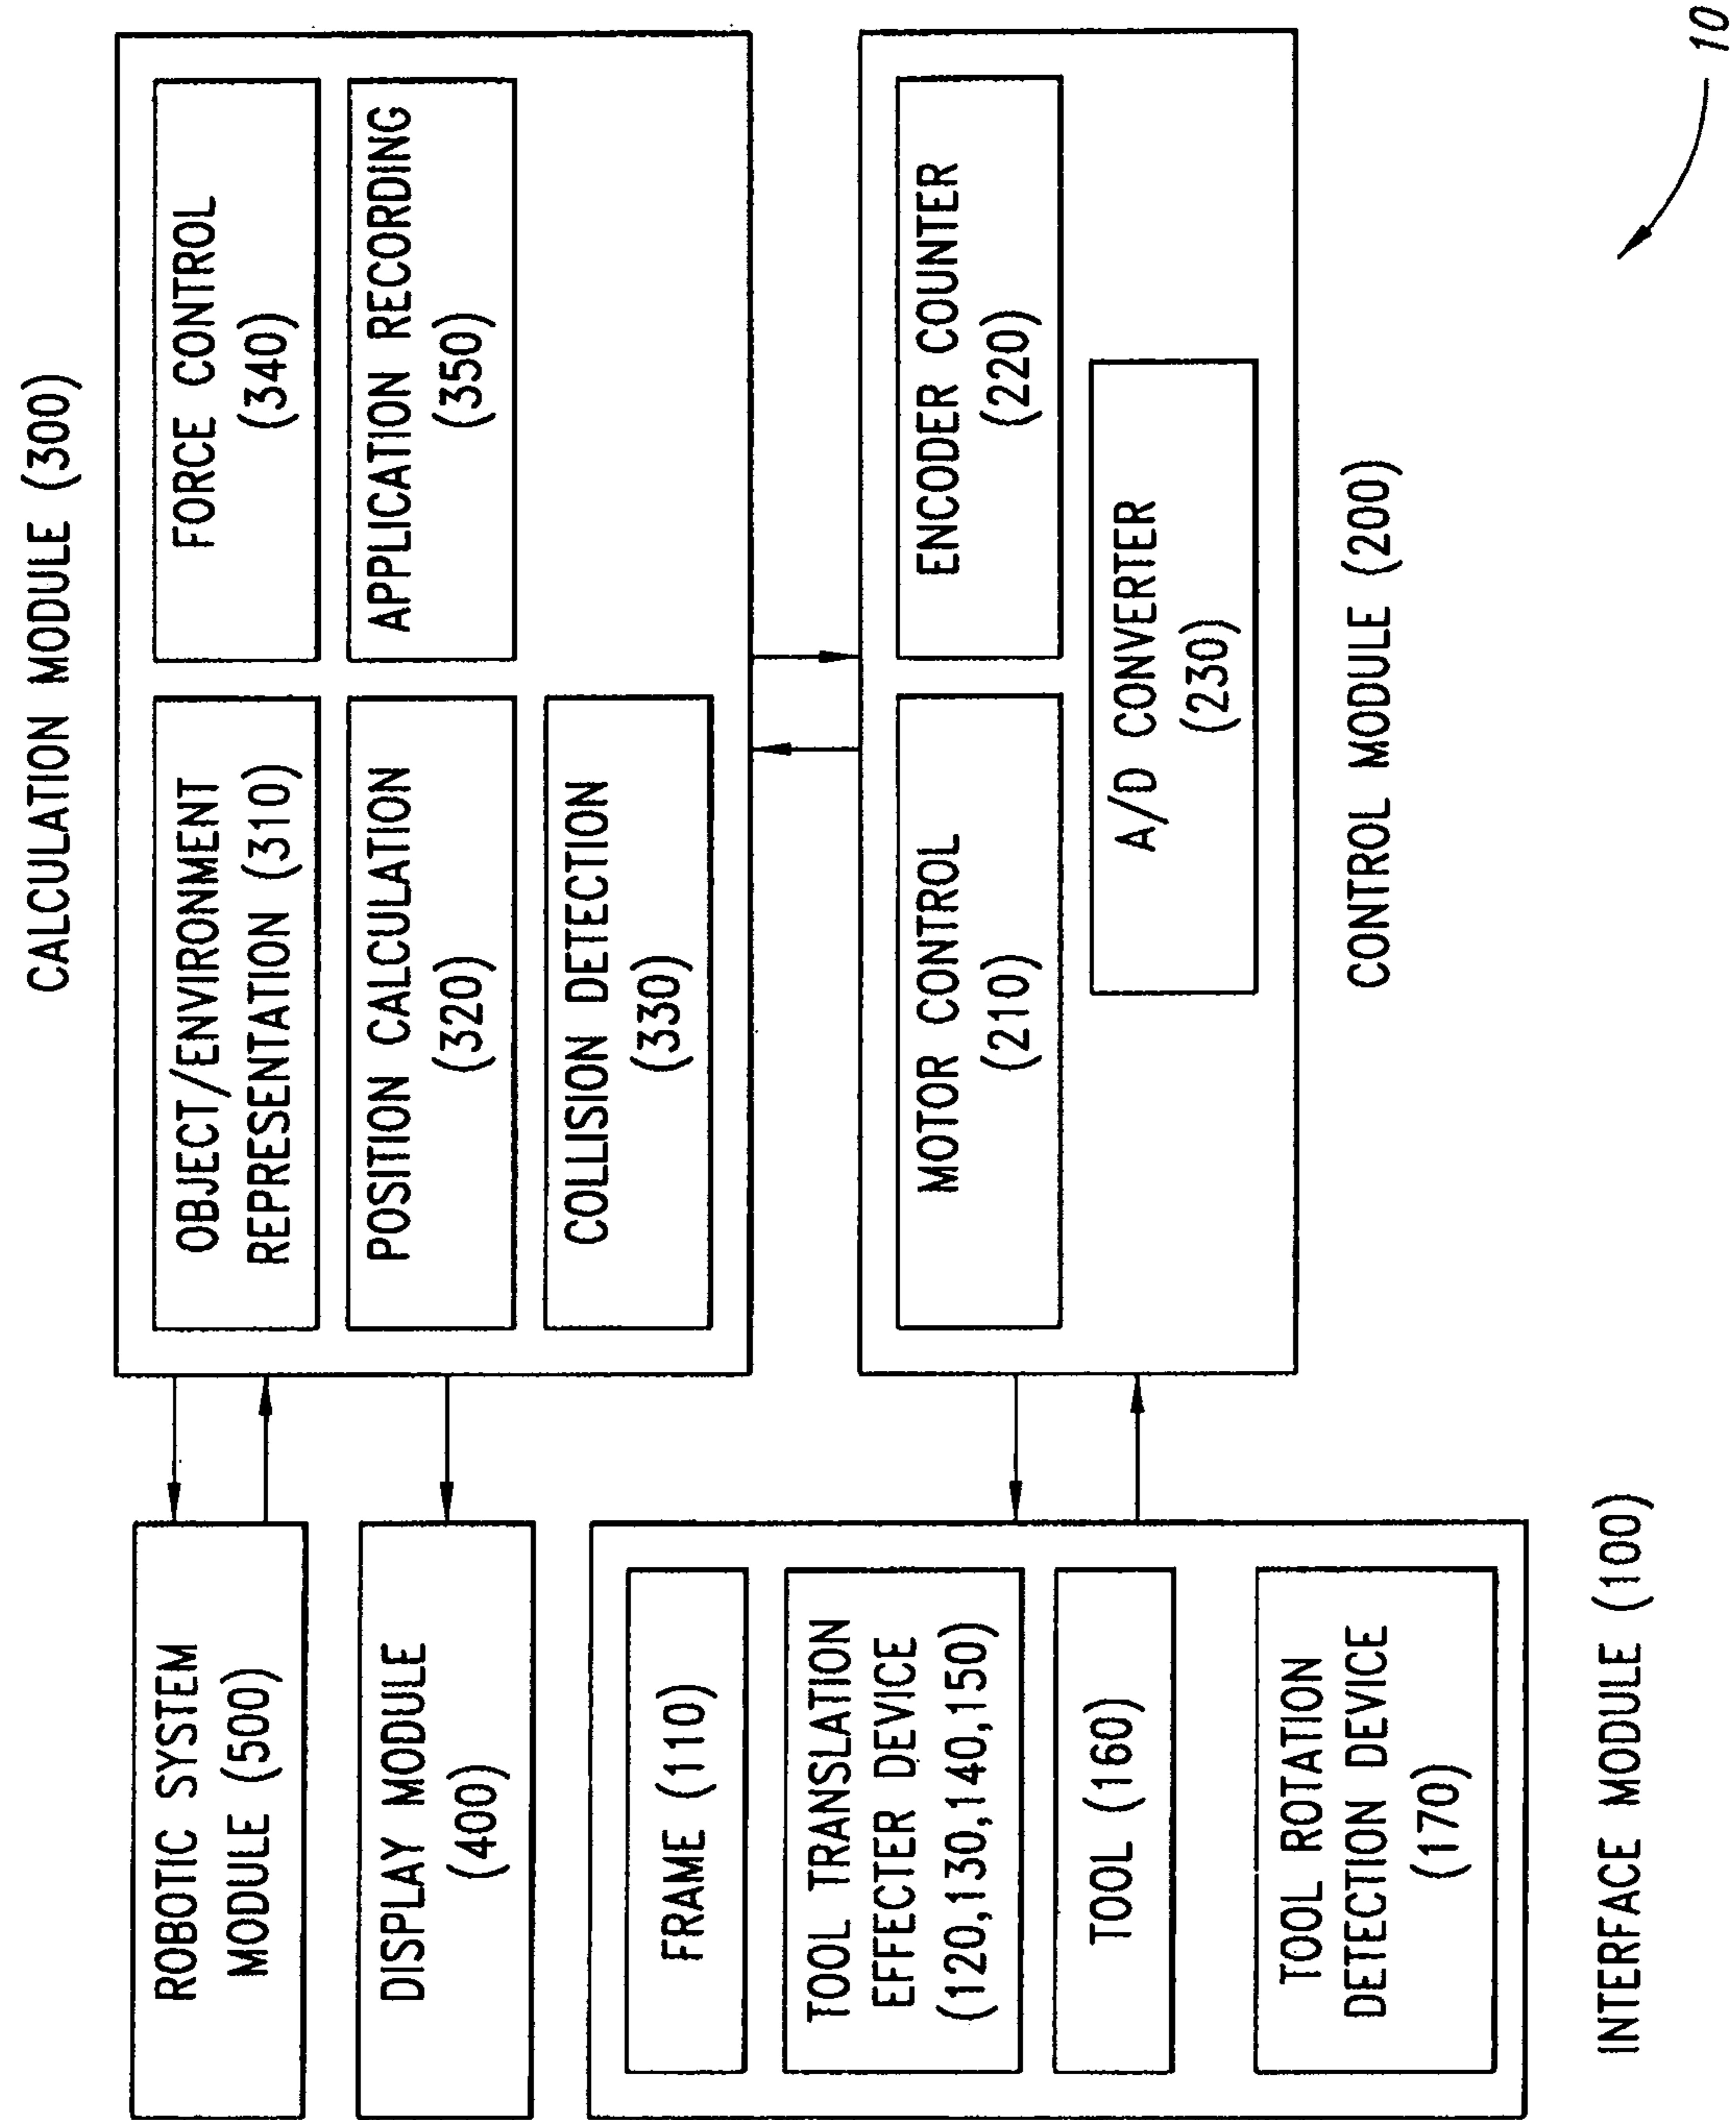 CALCULATION MODULE (300)
ROBOTIC SYSTEM
MODULE (500)
DISPLAY MODULE
(400)
OBJECT/ENVIRONMENT
REPRESENTATION (310)
POSITION CALCULATION
(320)
COLLISION DETECTION
(330)
FORCE CONTROL
(340)
APPLICATION RECORDING
(350)
FRAME (110)
TOOL TRANSLATION
EFFECTER DEVICE
(120,130,140,150)
TOOL (160)
TOOL ROTATION
DETECTION DEVICE
(170)
INTERFACE MODULE (100)
MOTOR CONTROL
(210)
ENCODER COUNTER
(220)
A/D CONVERTER
(230)
CONTROL MODULE (200)
10